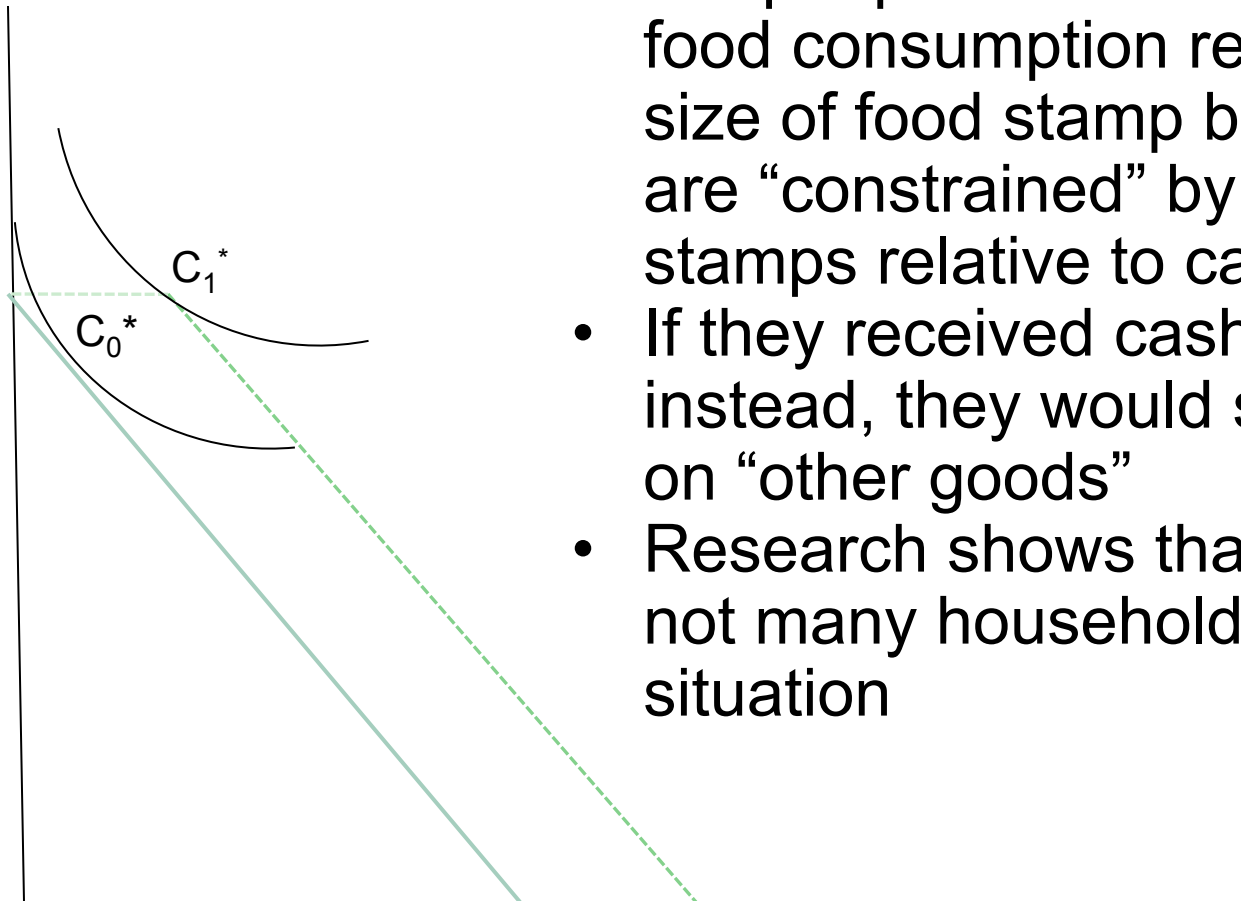 food consumption re
size of food stamp b
are “constrained” by
stamps relative to ca
• If they received cash
instead, they would s
on “other goods”
• Research shows tha
not many household
situation
C₁*
C₀*